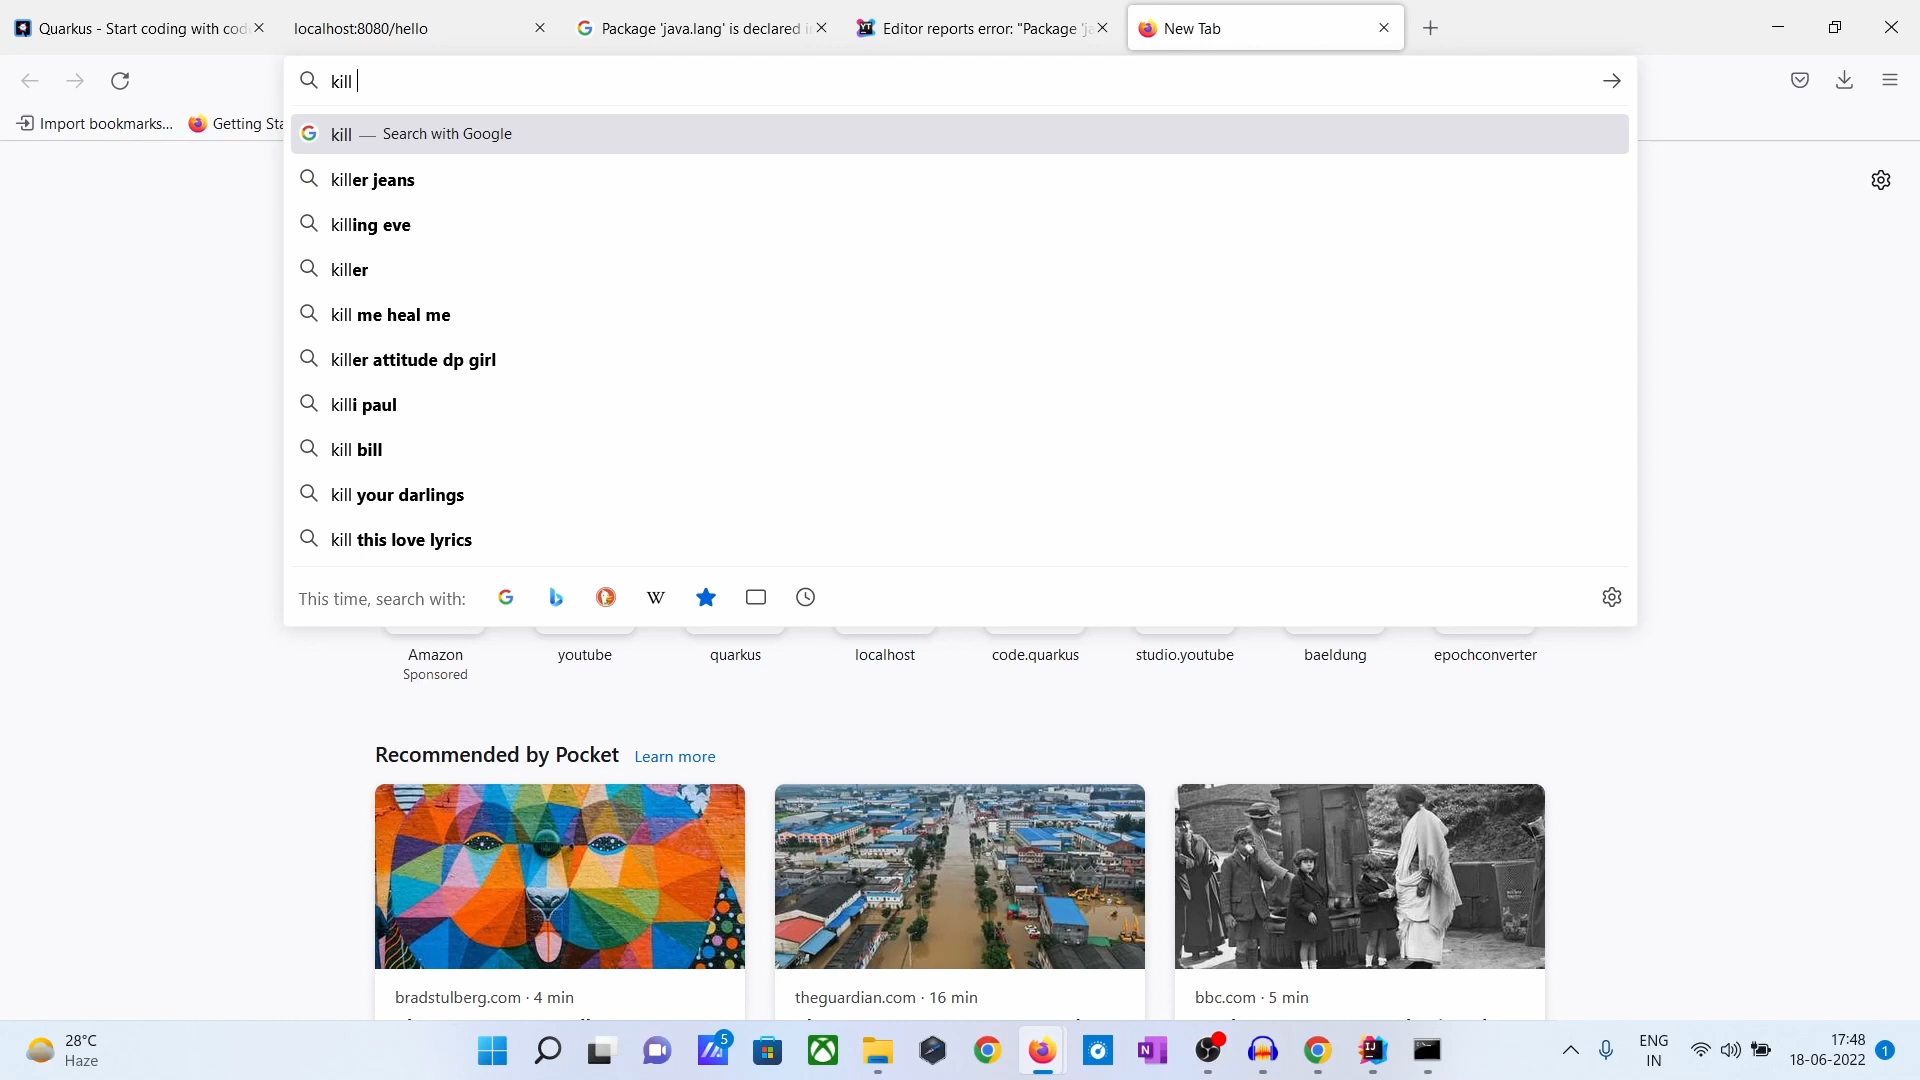 Quarkus - Start coding with cod
localhost:8080/hello
Package 'java.lang' is declared i
Editor reports error: "Package 'ja
New Tab
kill
Import bookmarks...
Getting Sta
kill — Search with Google
killer jeans
killing eve
killer
kill me heal me
killer attitude dp girl
killi paul
kill bill
kill your darlings
kill this love lyrics
This time, search with:
Amazon
Sponsored
youtube
quarkus
localhost
code.quarkus
studio.youtube
baeldung
epochconverter
Recommended by Pocket Learn more
bradstulberg.com · 4 min
theguardian.com · 16 min
bbc.com · 5 min
28°C
Haze
5
ENG
IN
17:48
18-06-2022
1